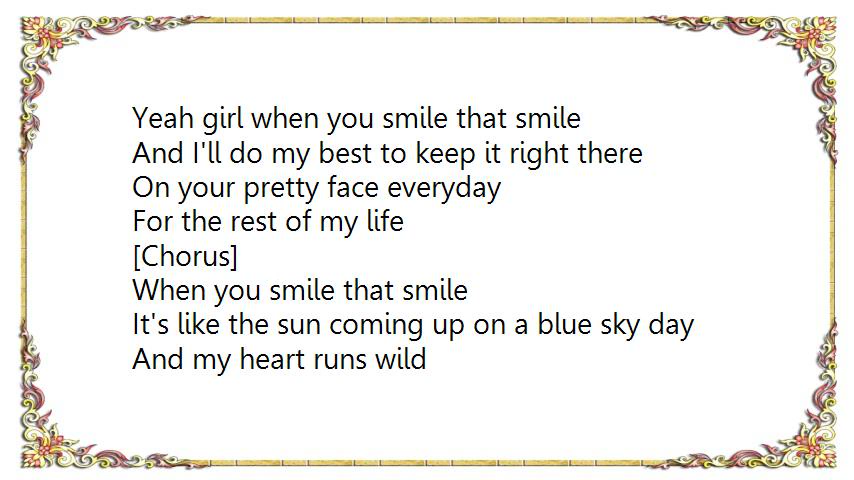 Yeah girl when you smile that smile
And I'll do my best to keep it right there
On your pretty face everyday
For the rest of my life
[Chorus]
When you smile that smile
It's like the sun coming up on a blue sky day
And my heart runs wild